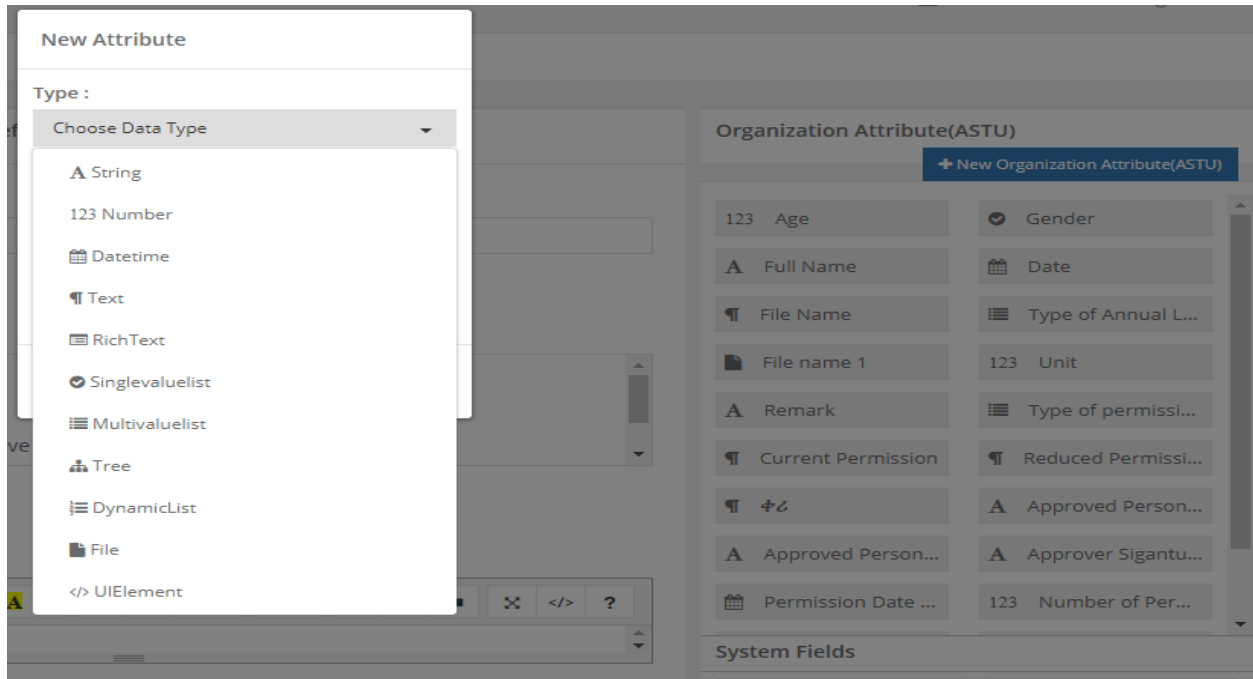 New Attribute
Type :
Choose Data Type
A String
123 Number
Datetime
¶ Text
RichText
Singlevaluelist
Multivaluelist
Tree
DynamicList
File
</> UIElement
ef
ve
A
</> ?
Organization Attribute(ASTU)
+ New Organization Attribute(ASTU)
123 Age
Gender
A Full Name
Date
¶ File Name
Type of Annual L...
File name 1
123 Unit
A Remark
Type of permissi...
¶ Current Permission
¶ Reduced Permissi...
¶ ቀሪ
A Approved Person...
A Approved Person...
A Approver Sigantu...
Permission Date ...
123 Number of Per...
System Fields